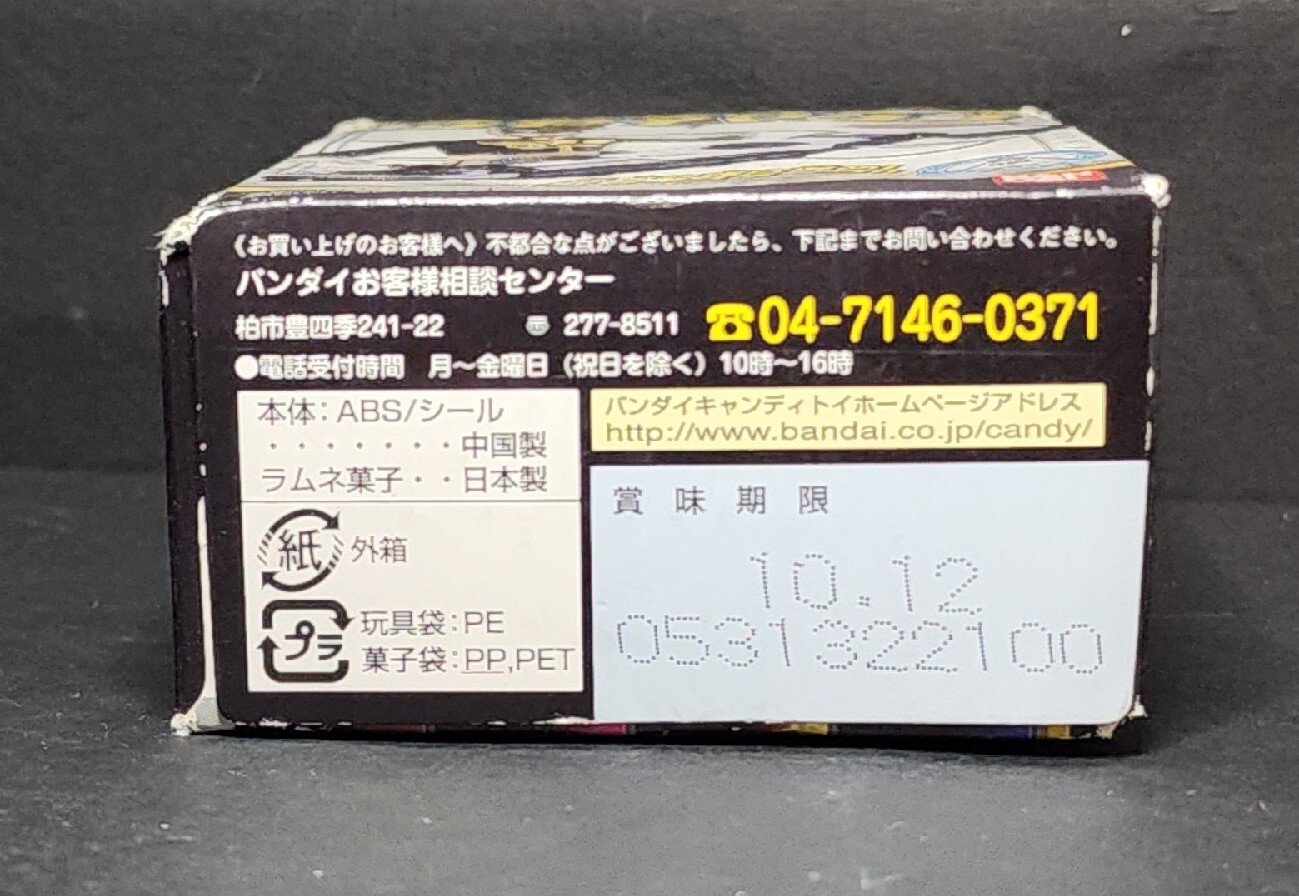 《お買い上げのお客様へ》不都合な点がございましたら、下記までお問い合わせください。
バンダイお客様相談センター
柏市豊四季241-22 〠 277-8511 ☎04-7146-0371
●電話受付時間 月〜金曜日（祝日を除く）10時〜16時
本体：ABS/シール
・・・・・・・中国製
ラムネ菓子・・日本製
バンダイキャンディトイホームページアドレス
http://www.bandai.co.jp/candy/
紙 外箱
プラ
玩具袋：PE
菓子袋：PP,PET
賞味期限
10.12
0531322100